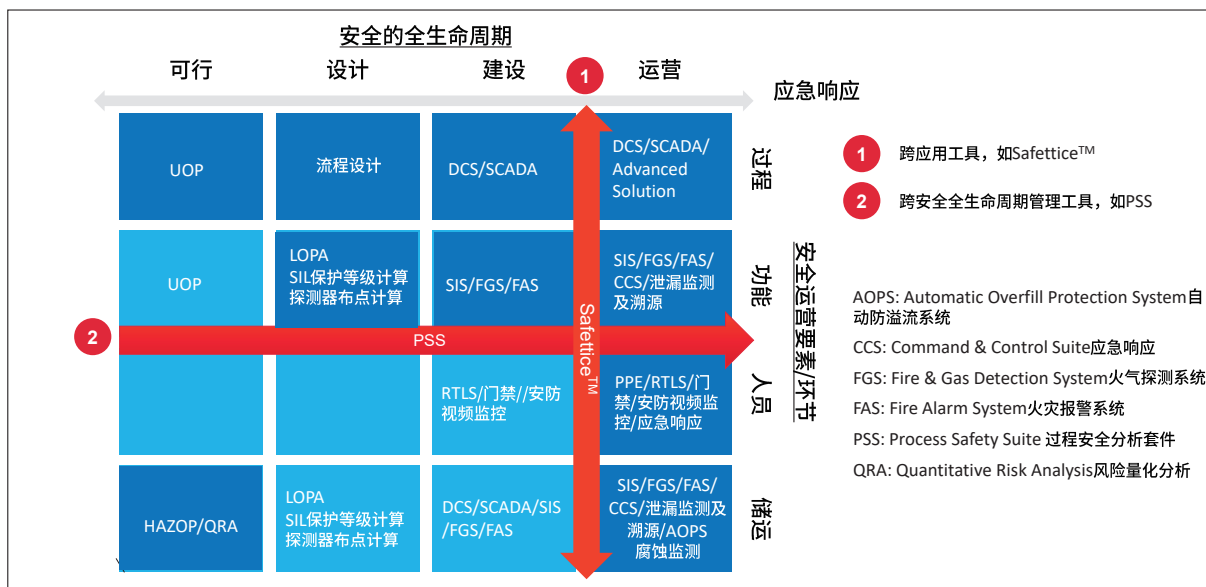 安全的全生命周期
可行
设计
建设
1
运营
应急响应
UOP
流程设计
DCS/SCADA
DCS/SCADA/
Advanced
Solution
过程
UOP
LOPA
SIL保护等级计算
探测器布点计算
SIS/FGS/FAS
SIS/FGS/FAS/
CCS/泄漏监测
及溯源
功能
2
PSS
Safettice™
RTLS/门禁//安防
视频监控
PPE/RTLS/门
禁/安防视频监
控/应急响应
人员
HAZOP/QRA
LOPA
SIL保护等级计算
探测器布点计算
DCS/SCADA/SIS
/FGS/FAS
SIS/FGS/FAS/
CCS/泄漏监测及
溯源/AOPS
腐蚀监测
储运
安全运营要素/环节
1
跨应用工具，如Safettice™
2
跨安全全生命周期管理工具，如PSS
AOPS: Automatic Overfill Protection System自
动防溢流系统
CCS: Command & Control Suite应急响应
FGS: Fire & Gas Detection System火气探测系统
FAS: Fire Alarm System火灾报警系统
PSS: Process Safety Suite 过程安全分析套件
QRA: Quantitative Risk Analysis风险量化分析